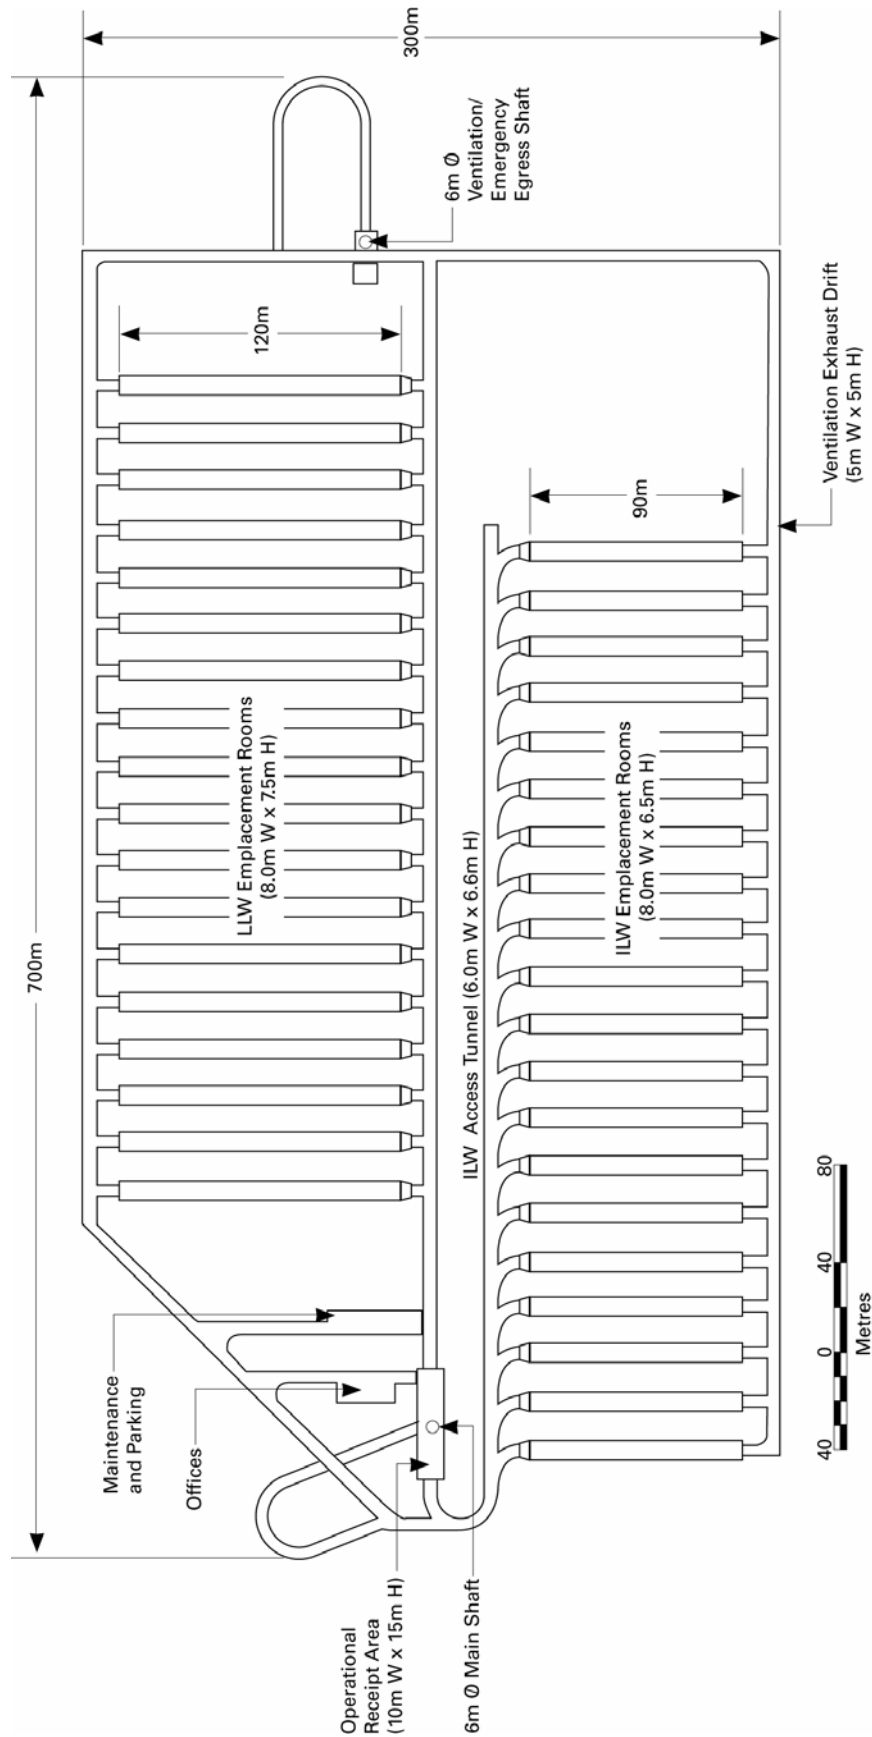 700m
300m
6m Ø
Ventilation/
Emergency
Egress Shaft
120m
LLW Emplacement Rooms
(8.0m W x 7.5m H)
Maintenance
and Parking
Offices
Operational
Receipt Area
(10m W x 15m H)
6m Ø Main Shaft
ILW Access Tunnel (6.0m W x 6.6m H)
90m
ILW Emplacement Rooms
(8.0m W x 6.5m H)
Ventilation Exhaust Drift
(5m W x 5m H)
40 0 40 80
Metres